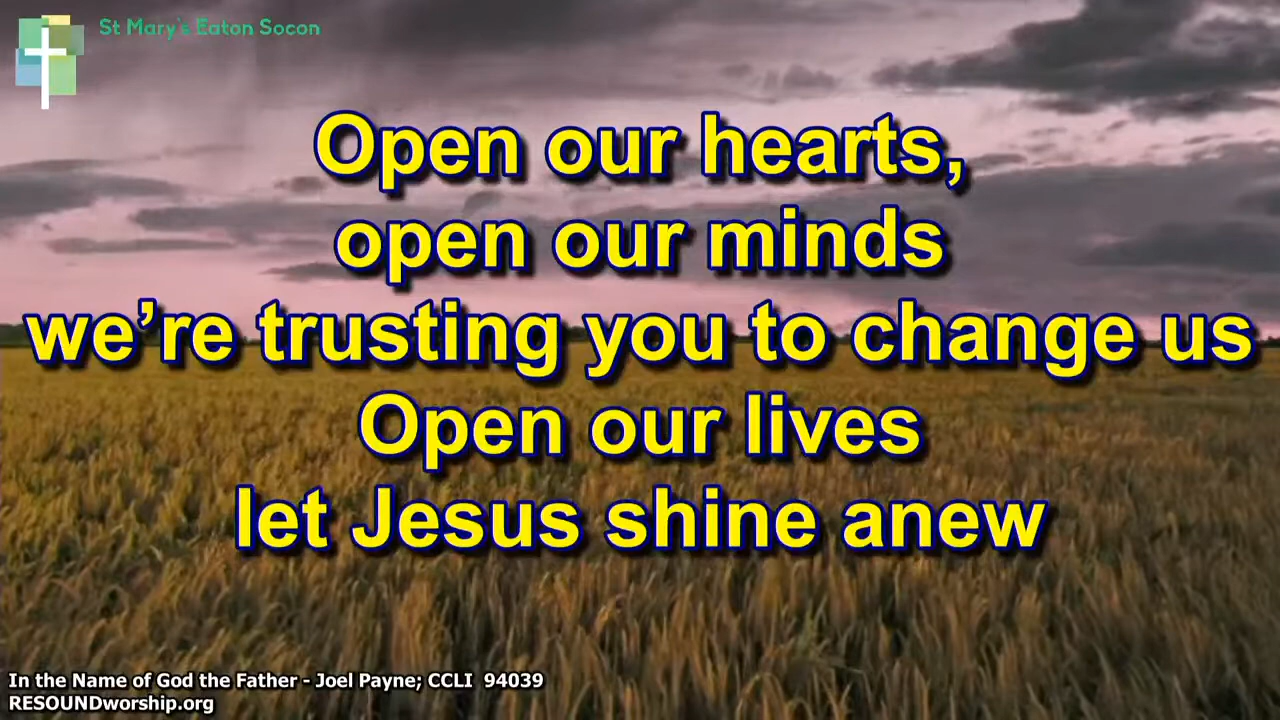 St Mary's Eaton Socon
Open our hearts,
open our minds
we’re trusting you to change us
Open our lives
let Jesus shine anew
In the Name of God the Father - Joel Payne; CCLI 94039
RESOUNDworship.org